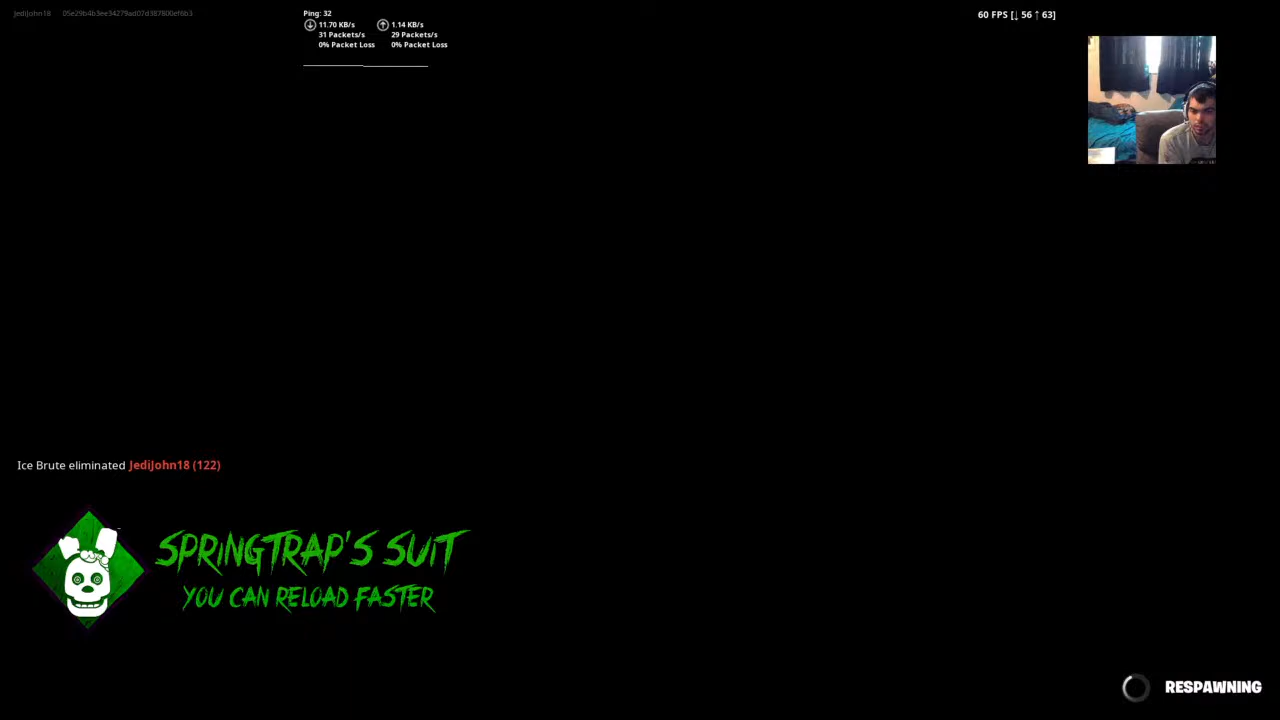 JediJohn18 05e29b4b3ee34279ad07d387800ef6b3
Ping: 32
11.70 KB/s 1.14 KB/s
31 Packets/s 29 Packets/s
0% Packet Loss 0% Packet Loss
60 FPS [↓ 56 ↑ 63]
Ice Brute eliminated JediJohn18 (122)
SPRINGTRAP'S SUIT
YOU CAN RELOAD FASTER
RESPAWNING